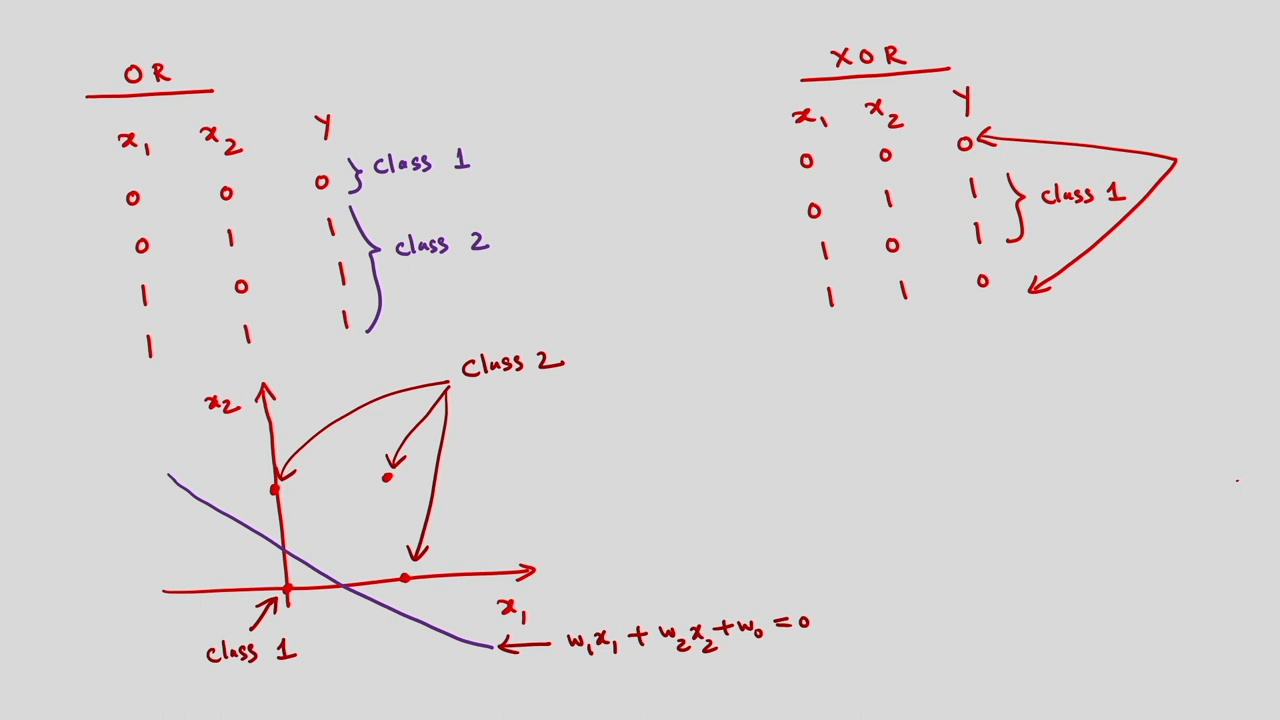 OR
x₁ x₂ Y
0 0 0 class 1
0 1 1
1 0 1
1 1 1
class 2
XOR
x₁ x₂ Y
0 0 0
0 1 1
1 0 1
class 1
1 1 0
x₂
class 2
x₁
class 1
w₁x₁ + w₂x₂ + w₀ = 0